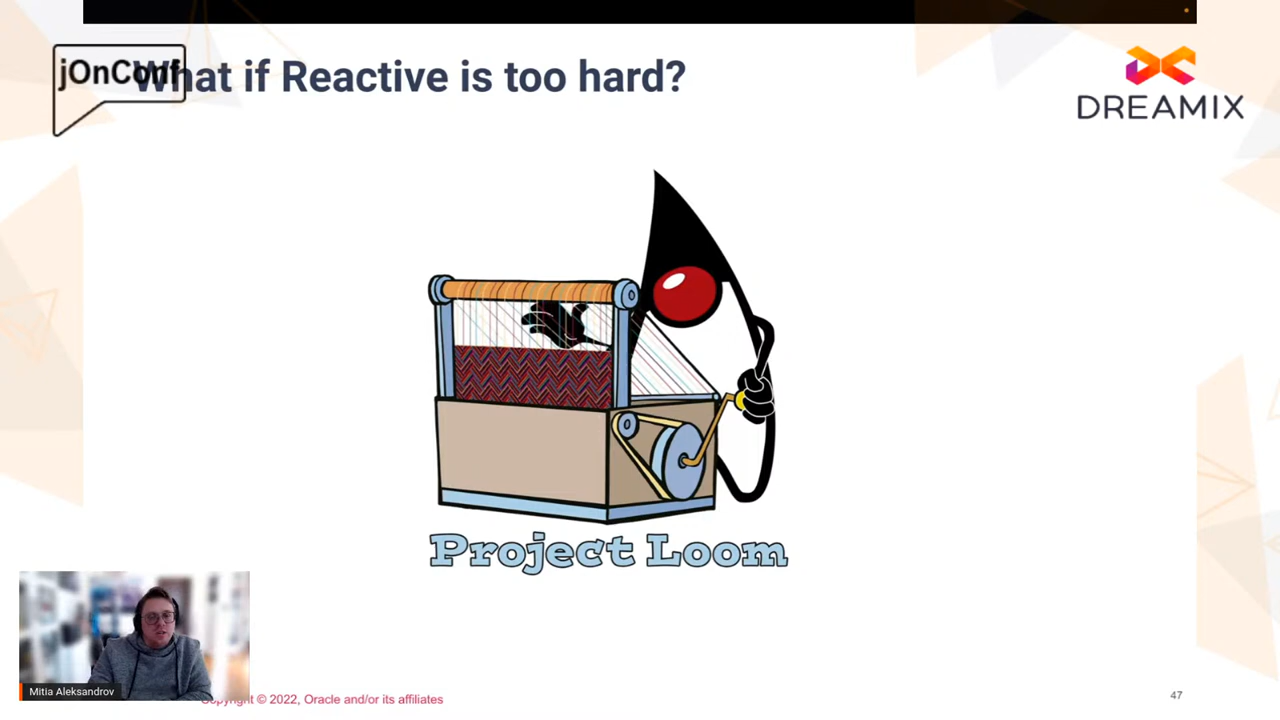 jOnConf
What if Reactive is too hard?
DREAMIX
Project Loom
Mitia Aleksandrov
Copyright © 2022, Oracle and/or its affiliates
47